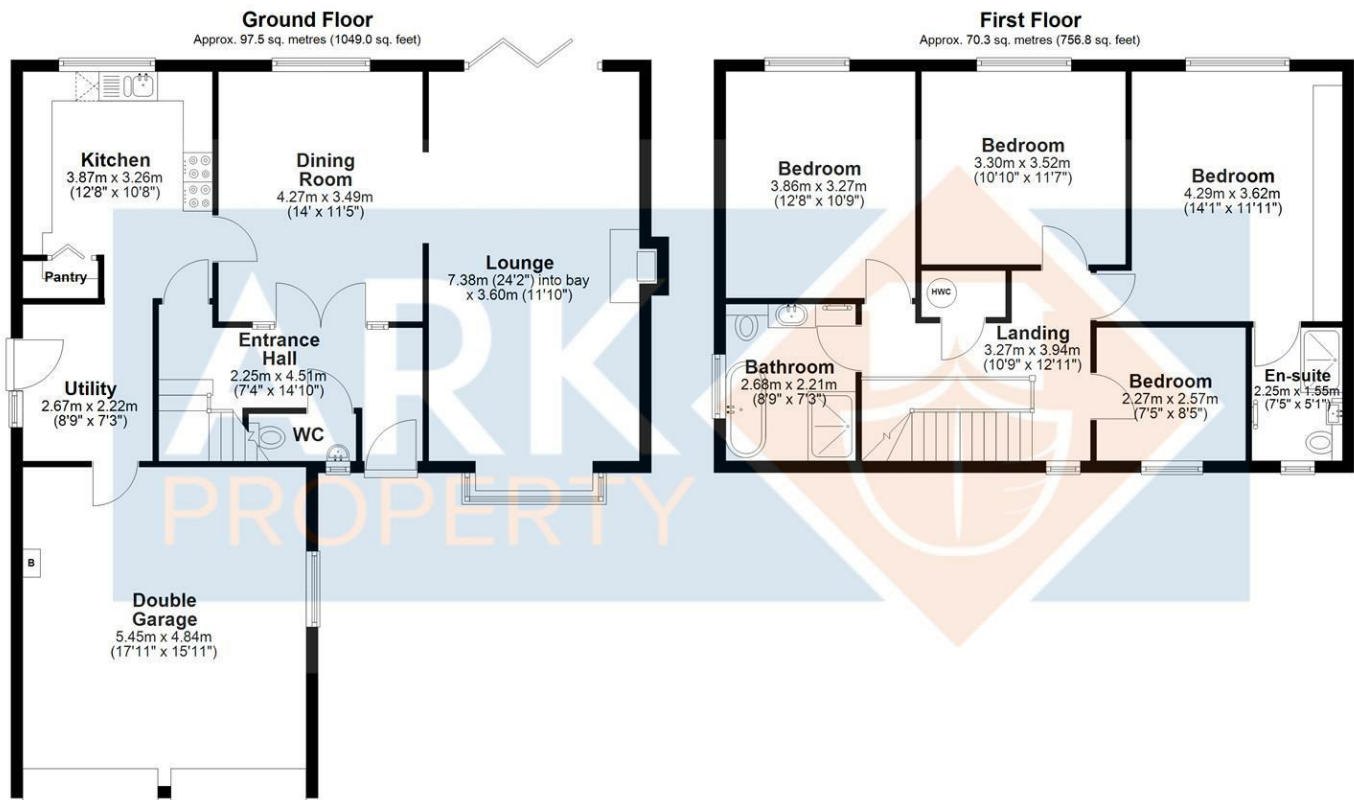 Ground Floor
Approx. 97.5 sq. metres (1049.0 sq. feet)
Kitchen
3.87m x 3.26m
(12'8" x 10'8")
Pantry
Dining
Room
4.27m x 3.49m
(14' x 11'5")
Lounge
7.38m (24'2") into bay
x 3.60m (11'10")
Entrance
Hall
2.25m x 4.51m
(7'4" x 14'10")
Utility
2.67m x 2.22m
(8'9" x 7'3")
WC
B
Double
Garage
5.45m x 4.84m
(17'11" x 15'11")
First Floor
Approx. 70.3 sq. metres (756.8 sq. feet)
Bedroom
3.86m x 3.27m
(12'8" x 10'9")
Bedroom
3.30m x 3.52m
(10'10" x 11'7")
Bedroom
4.29m x 3.62m
(14'1" x 11'11")
HWC
Landing
3.27m x 3.94m
(10'9" x 12'11")
Bathroom
2.68m x 2.21m
(8'9" x 7'3")
Bedroom
2.27m x 2.57m
(7'5" x 8'5")
En-suite
2.25m x 1.55m
(7'5" x 5'1")
ARK
PROPERTY